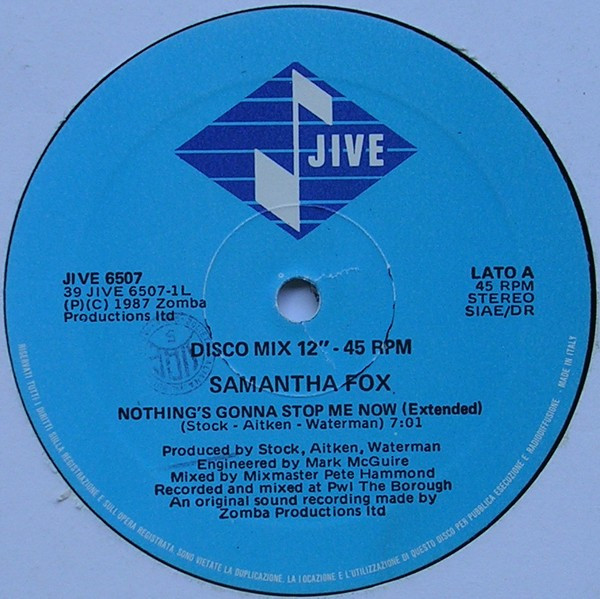 JIVE
JIVE 6507
39 JIVE 6507-1L
(P)(C) 1987 Zomba
Productions ltd
LATO A
45 RPM
STEREO
SIAE/DR
DISCO MIX 12" - 45 RPM
SAMANTHA FOX
NOTHING'S GONNA STOP ME NOW (Extended)
(Stock - Aitken - Waterman) 7:01
Produced by Stock, Aitken, Waterman
Engineered by Mark McGuire
Mixed by Mixmaster Pete Hammond
Recorded and mixed at Pwl The Borough
An original sound recording made by
Zomba Productions ltd
RISERVATI TUTTI I DIRITTI SULLA REGISTRAZIONE E SULL'OPERA REGISTRATA. SONO VIETATE LA DUPLICAZIONE, LA LOCAZIONE E L'UTILIZZAZIONE DI QUESTO DISCO PER PUBBLICA ESECUZIONE E RADIODIFFUSIONE - MADE IN ITALY